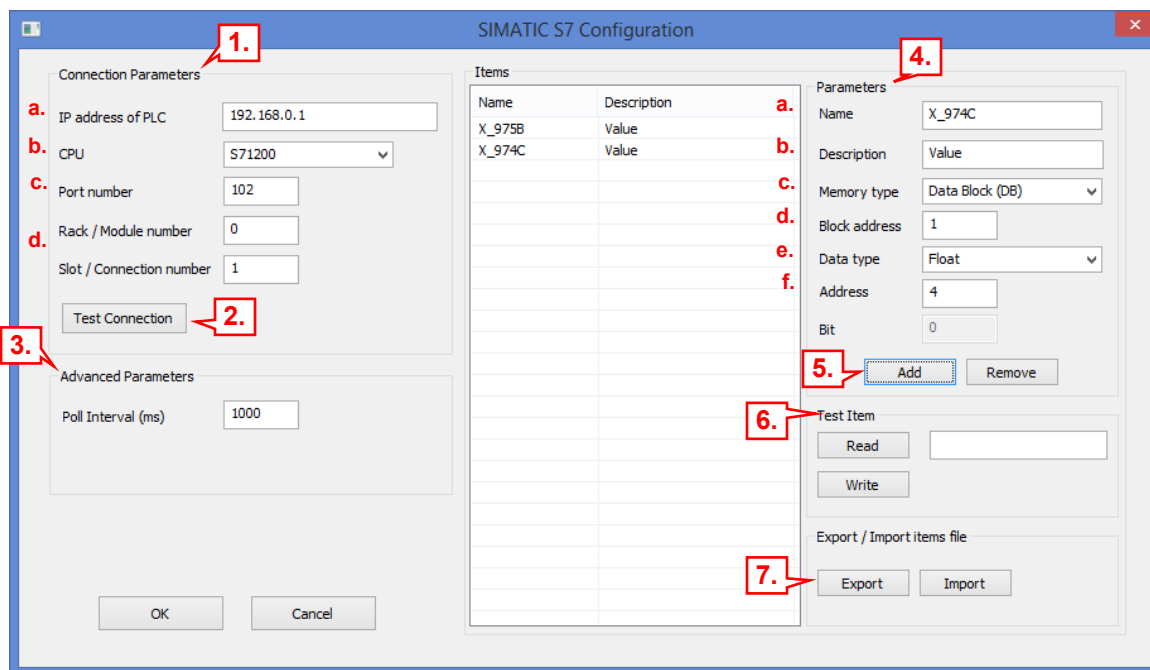 SIMATIC S7 Configuration
1.
Connection Parameters
a. IP address of PLC 192.168.0.1
b. CPU S71200
c. Port number 102
Rack / Module number 0
d.
Slot / Connection number 1
Test Connection 2.
3.
Advanced Parameters
Poll Interval (ms) 1000
OK Cancel
Items
Name Description
X_975B Value
X_974C Value
4.
Parameters
a. Name X_974C
b. Description Value
c. Memory type Data Block (DB)
d. Block address 1
e. Data type Float
f. Address 4
Bit 0
5. Add Remove
6. Test Item
Read
Write
Export / Import items file
7. Export Import